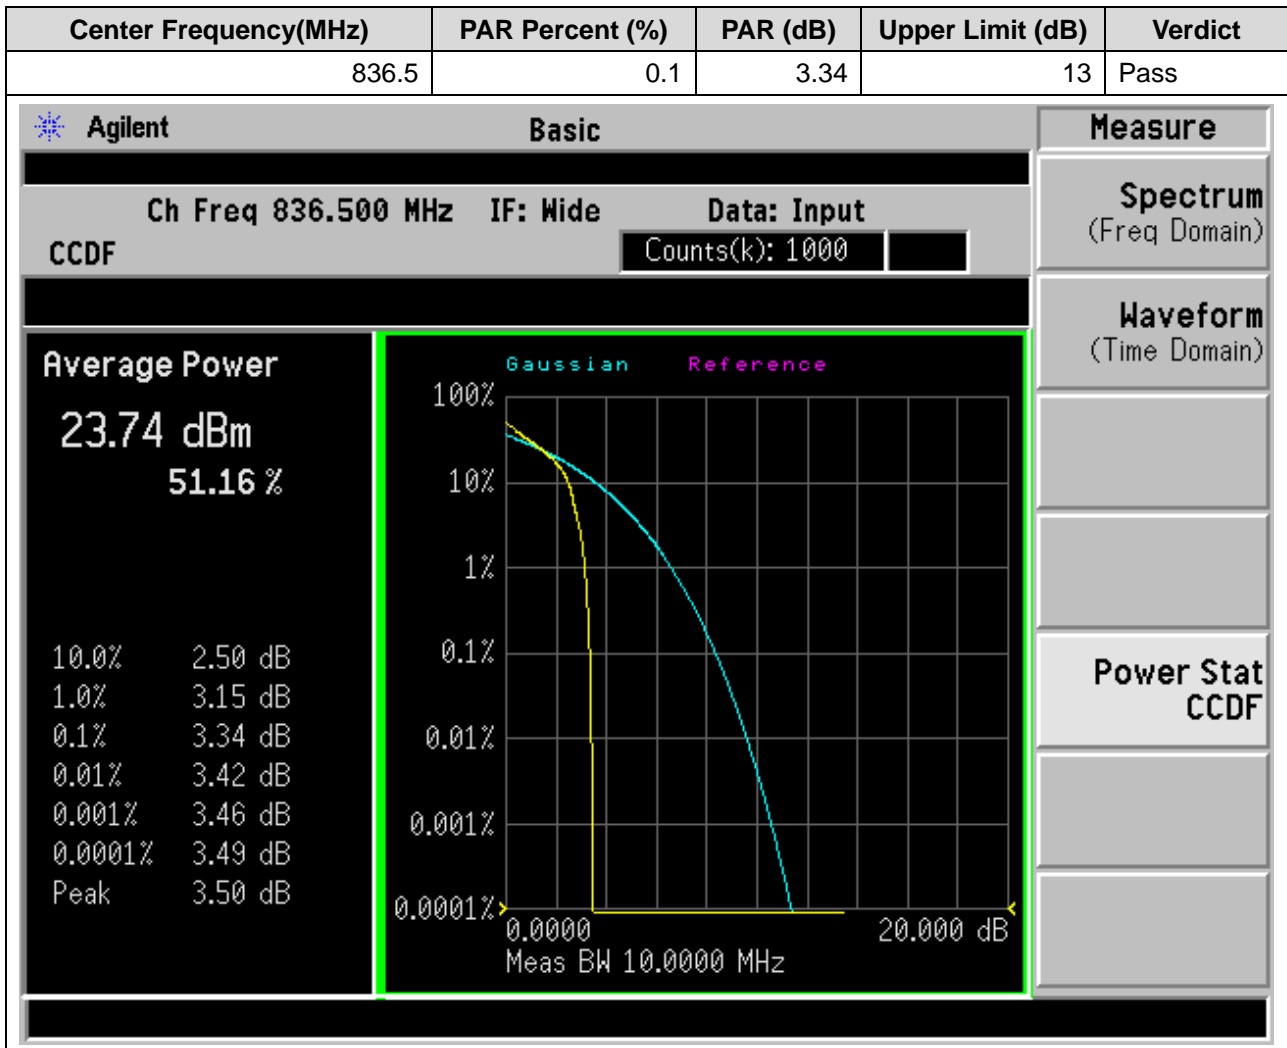 Center Frequency(MHz) PAR Percent (%) PAR (dB) Upper Limit (dB) Verdict
836.5 0.1 3.34 13 Pass
Agilent Basic Measure
Ch Freq 836.500 MHz IF: Wide Data: Input
CCDF Counts(k): 1000
Average Power
23.74 dBm
51.16 %
10.0% 2.50 dB
1.0% 3.15 dB
0.1% 3.34 dB
0.01% 3.42 dB
0.001% 3.46 dB
0.0001% 3.49 dB
Peak 3.50 dB
Gaussian Reference
100%
10%
1%
0.1%
0.01%
0.001%
0.0001%
0.0000 20.000 dB
Meas BW 10.0000 MHz
Spectrum
(Freq Domain)
Waveform
(Time Domain)
Power Stat
CCDF